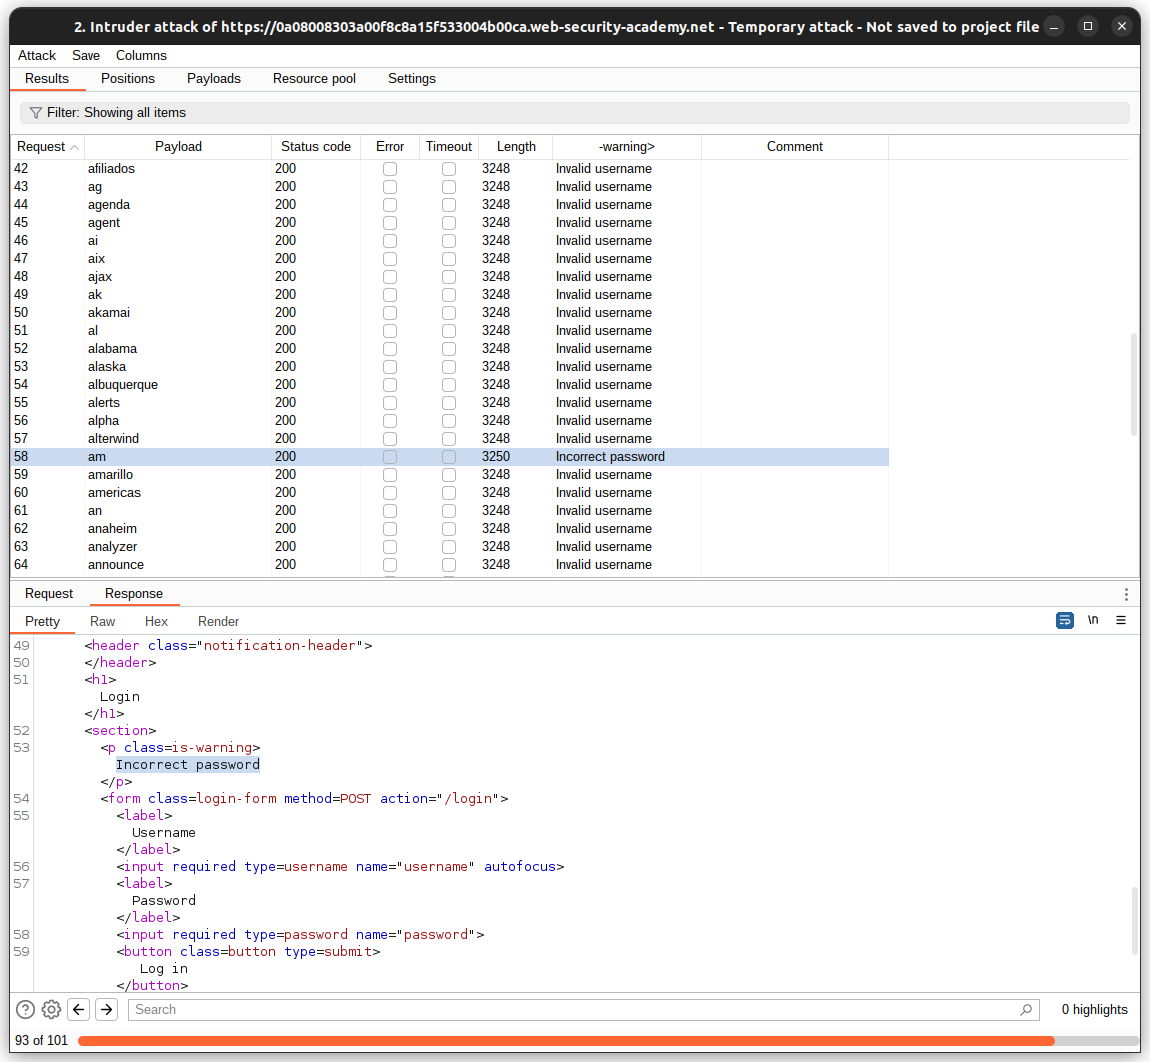 2. Intruder attack of https://0a08008303a00f8c8a15f533004b00ca.web-security-academy.net - Temporary attack - Not saved to project file
Attack Save Columns
Results Positions Payloads Resource pool Settings
Filter: Showing all items
Request Payload Status code Error Timeout Length -warning> Comment
42 afiliados 200 3248 Invalid username
43 ag 200 3248 Invalid username
44 agenda 200 3248 Invalid username
45 agent 200 3248 Invalid username
46 ai 200 3248 Invalid username
47 aix 200 3248 Invalid username
48 ajax 200 3248 Invalid username
49 ak 200 3248 Invalid username
50 akamai 200 3248 Invalid username
51 al 200 3248 Invalid username
52 alabama 200 3248 Invalid username
53 alaska 200 3248 Invalid username
54 albuquerque 200 3248 Invalid username
55 alerts 200 3248 Invalid username
56 alpha 200 3248 Invalid username
57 alterwind 200 3248 Invalid username
58 am 200 3250 Incorrect password
59 amarillo 200 3248 Invalid username
60 americas 200 3248 Invalid username
61 an 200 3248 Invalid username
62 anaheim 200 3248 Invalid username
63 analyzer 200 3248 Invalid username
64 announce 200 3248 Invalid username
Request Response
Pretty Raw Hex Render \n
49 <header class="notification-header">
50 </header>
51 <h1>
Login
</h1>
52 <section>
53 <p class=is-warning>
Incorrect password
</p>
54 <form class=login-form method=POST action="/login">
55 <label>
Username
</label>
56 <input required type=username name="username" autofocus>
57 <label>
Password
</label>
58 <input required type=password name="password">
59 <button class=button type=submit>
Log in
</button>
Search 0 highlights
93 of 101